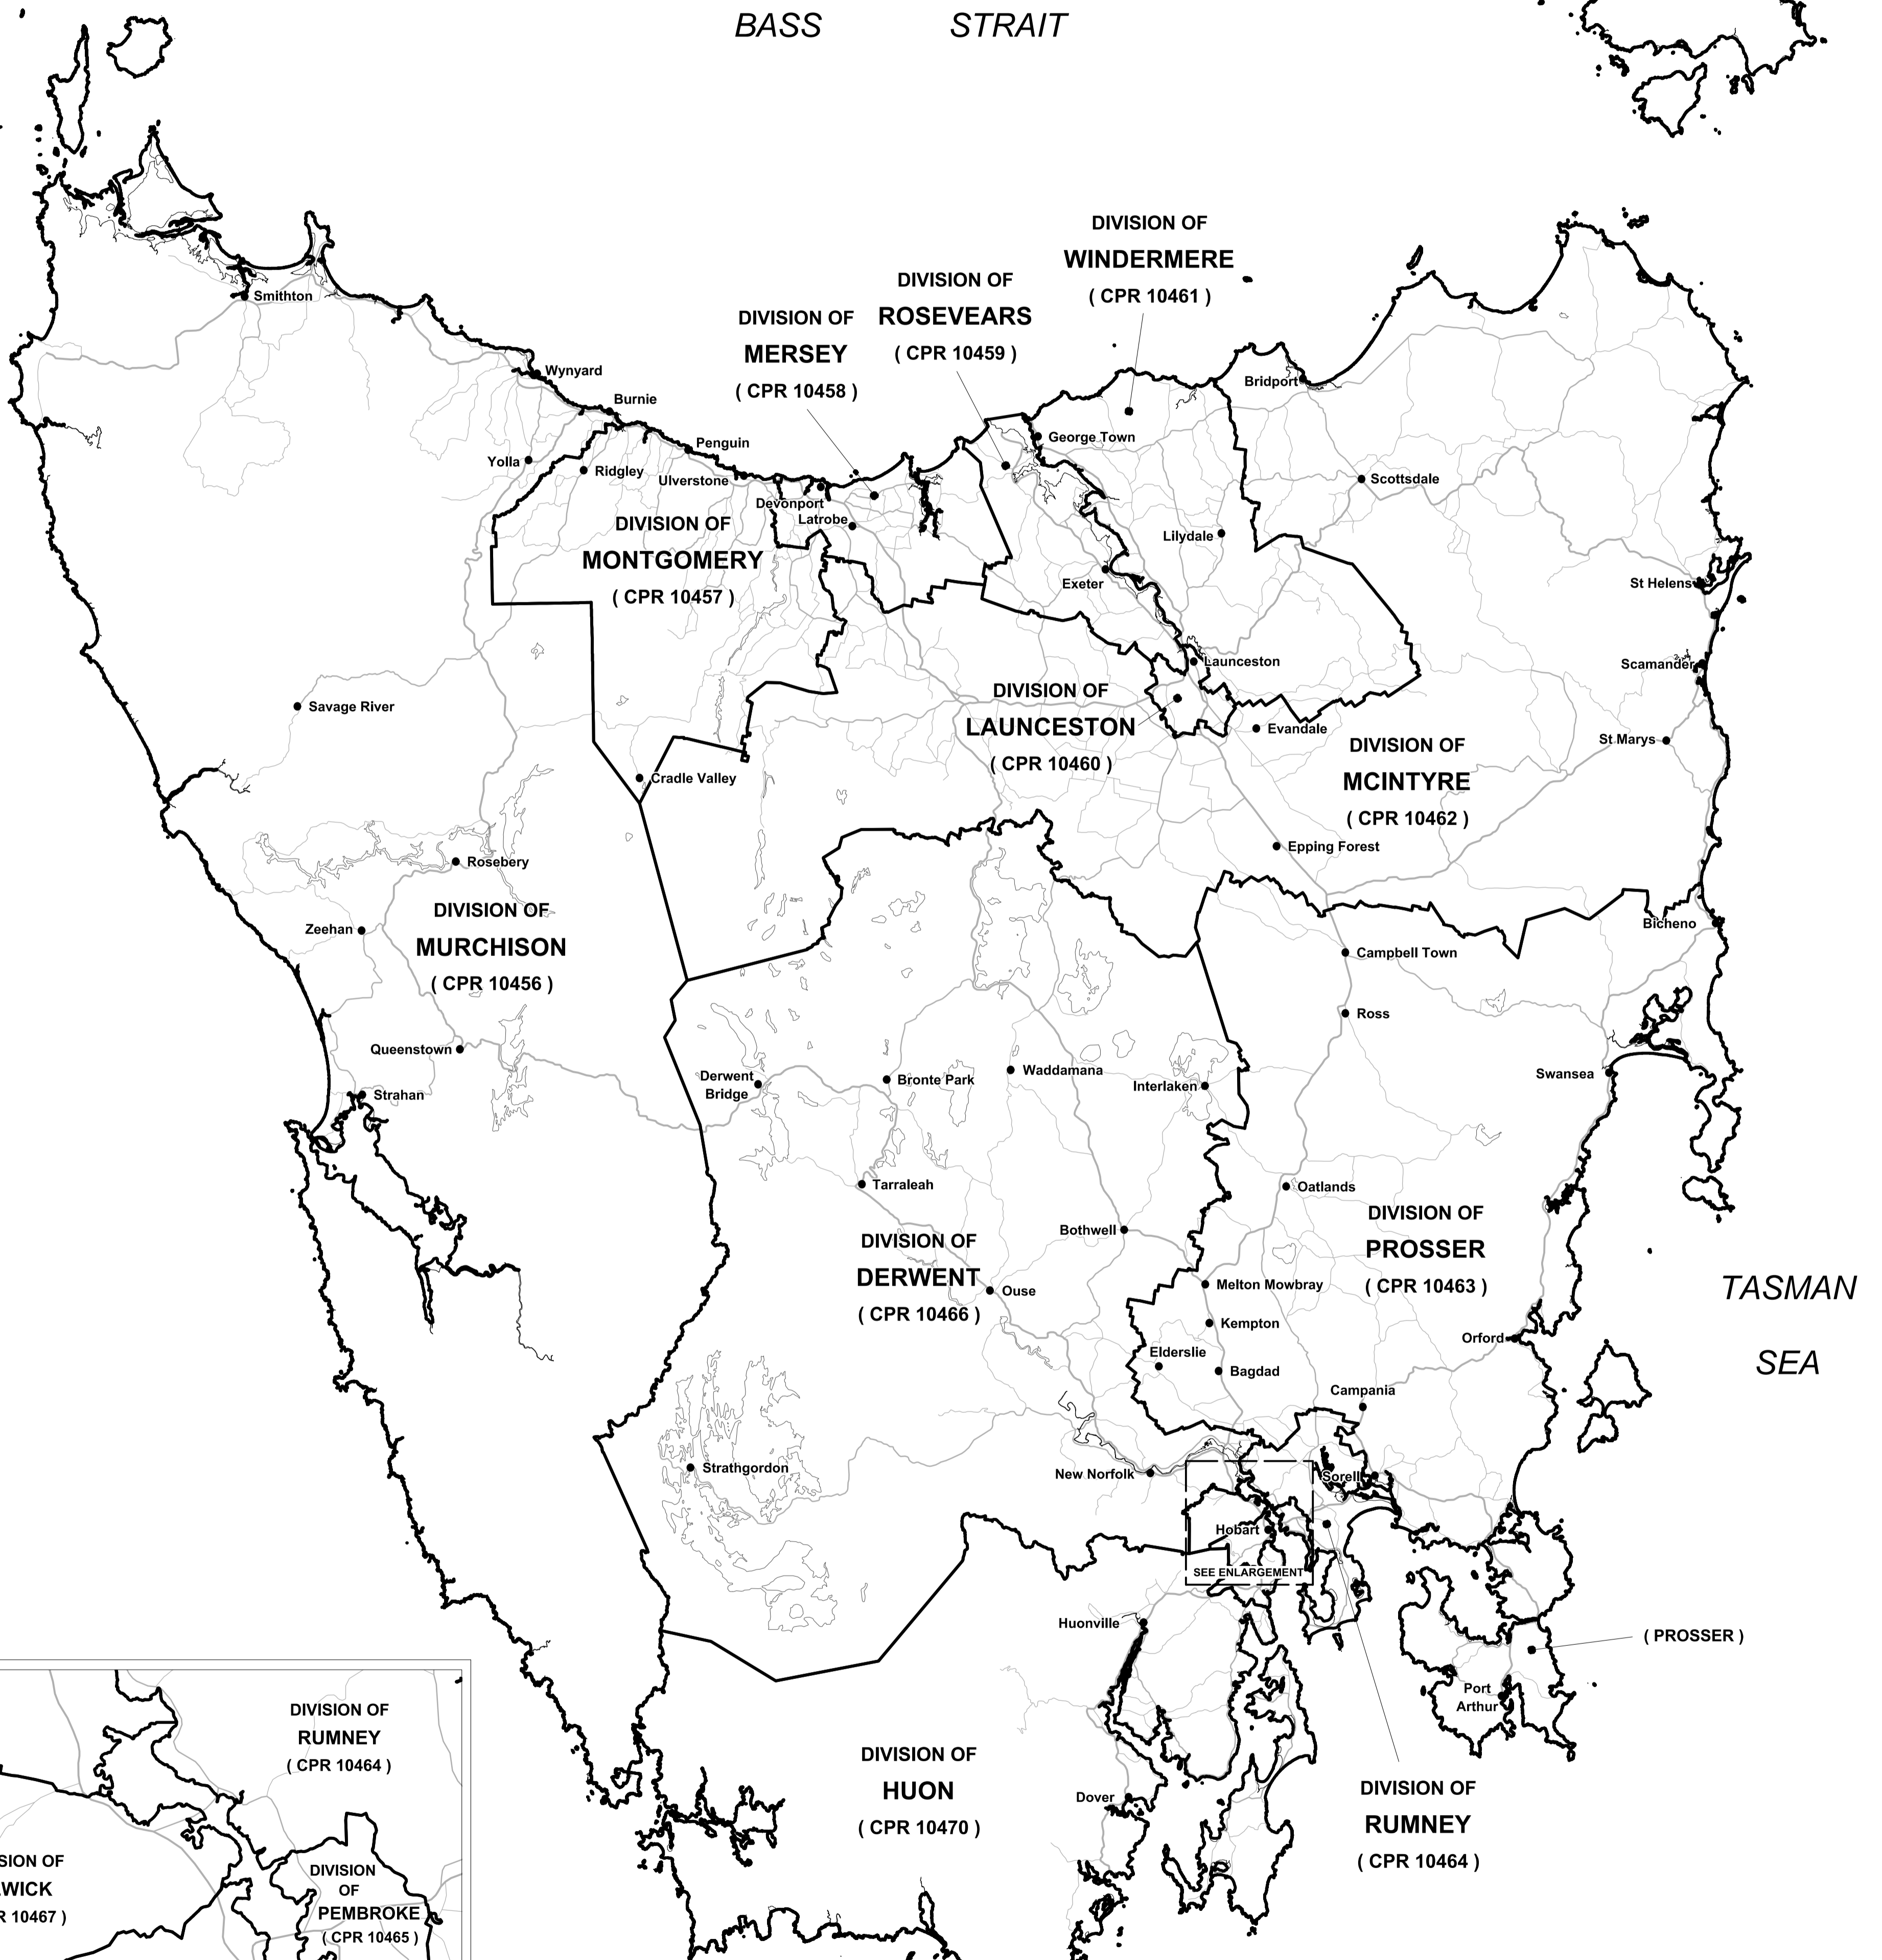 BASS STRAIT
DIVISION OF
WINDERMERE
( CPR 10461 )
DIVISION OF
ROSEVEARS
( CPR 10459 )
DIVISION OF
MERSEY
( CPR 10458 )
Smithton
Wynyard
Burnie
Penguin
Yolla
Ridgley
Ulverstone
Devonport
Latrobe
George Town
Bridport
Scottsdale
Lilydale
Exeter
St Helens
DIVISION OF
MONTGOMERY
( CPR 10457 )
Launceston
Scamander
Savage River
DIVISION OF
LAUNCESTON
( CPR 10460 )
Evandale
St Marys
DIVISION OF
MCINTYRE
( CPR 10462 )
Cradle Valley
Epping Forest
Rosebery
Zeehan
DIVISION OF
MURCHISON
( CPR 10456 )
Bicheno
Campbell Town
Ross
Queenstown
Strahan
Derwent
Bridge
Bronte Park
Waddamana
Interlaken
Swansea
Tarraleah
Oatlands
Bothwell
DIVISION OF
DERWENT
( CPR 10466 )
Ouse
DIVISION OF
PROSSER
( CPR 10463 )
Melton Mowbray
Kempton
Elderslie
Bagdad
Orford
Campania
TASMAN
SEA
Strathgordon
New Norfolk
Sorell
Hobart
SEE ENLARGEMENT
Huonville
( PROSSER )
Port
Arthur
DIVISION OF
HUON
( CPR 10470 )
Dover
DIVISION OF
RUMNEY
( CPR 10464 )
DIVISION OF
RUMNEY
( CPR 10464 )
SION OF
WICK
R 10467 )
DIVISION
OF
PEMBROKE
( CPR 10465 )